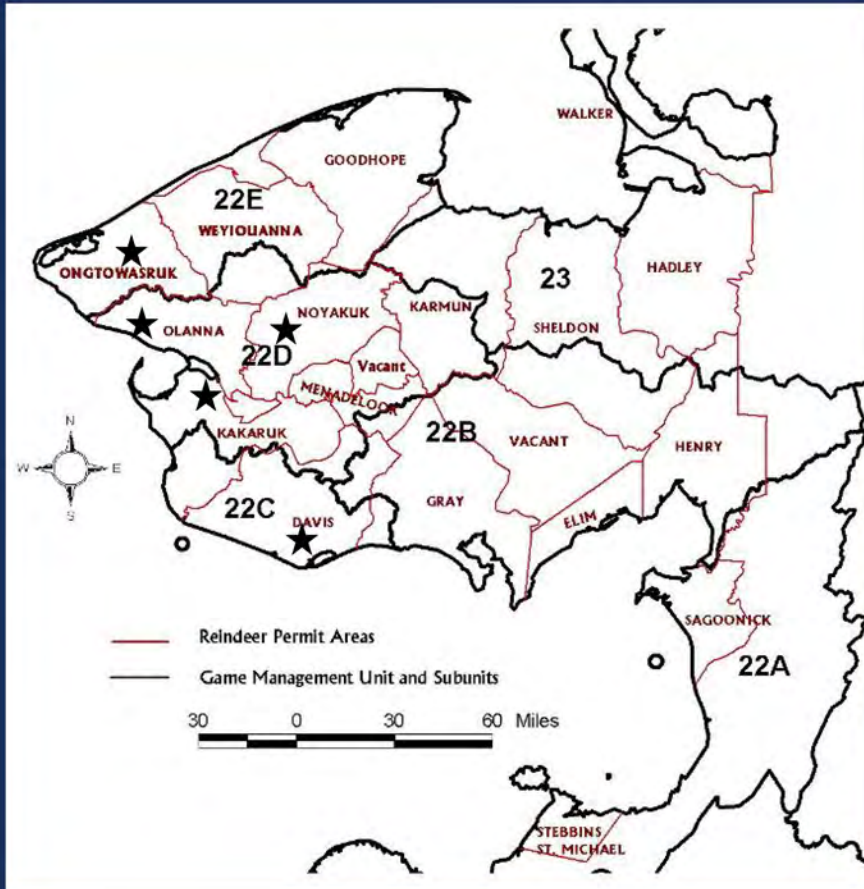 WALKER
GOODHOPE
22E
WEYIOUANNA
ONGTOWASRUK
23
HADLEY
NOYAKUK
KARMUN
OLANNA
SHELDON
22D
Vacant
MENADELOOK
KAKARUK
22B
VACANT
HENRY
N
W E
S
22C
DAVIS
GRAY
ELIM
SAGOONICK
22A
Reindeer Permit Areas
Game Management Unit and Subunits
30 0 30 60 Miles
STEBBINS
ST. MICHAEL